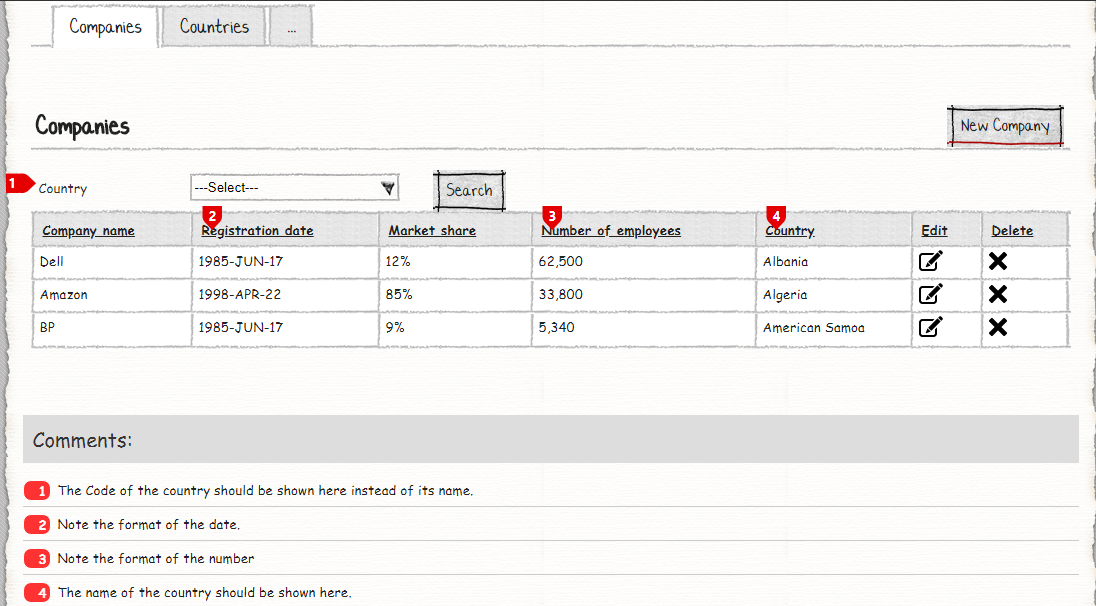 Companies Countries ...
Companies New Company
1 Country ---Select--- Search
2 3 4
Company name Registration date Market share Number of employees Country Edit Delete
Dell 1985-JUN-17 12% 62,500 Albania
Amazon 1998-APR-22 85% 33,800 Algeria
BP 1985-JUN-17 9% 5,340 American Samoa
Comments:
1 The Code of the country should be shown here instead of its name.
2 Note the format of the date.
3 Note the format of the number
4 The name of the country should be shown here.